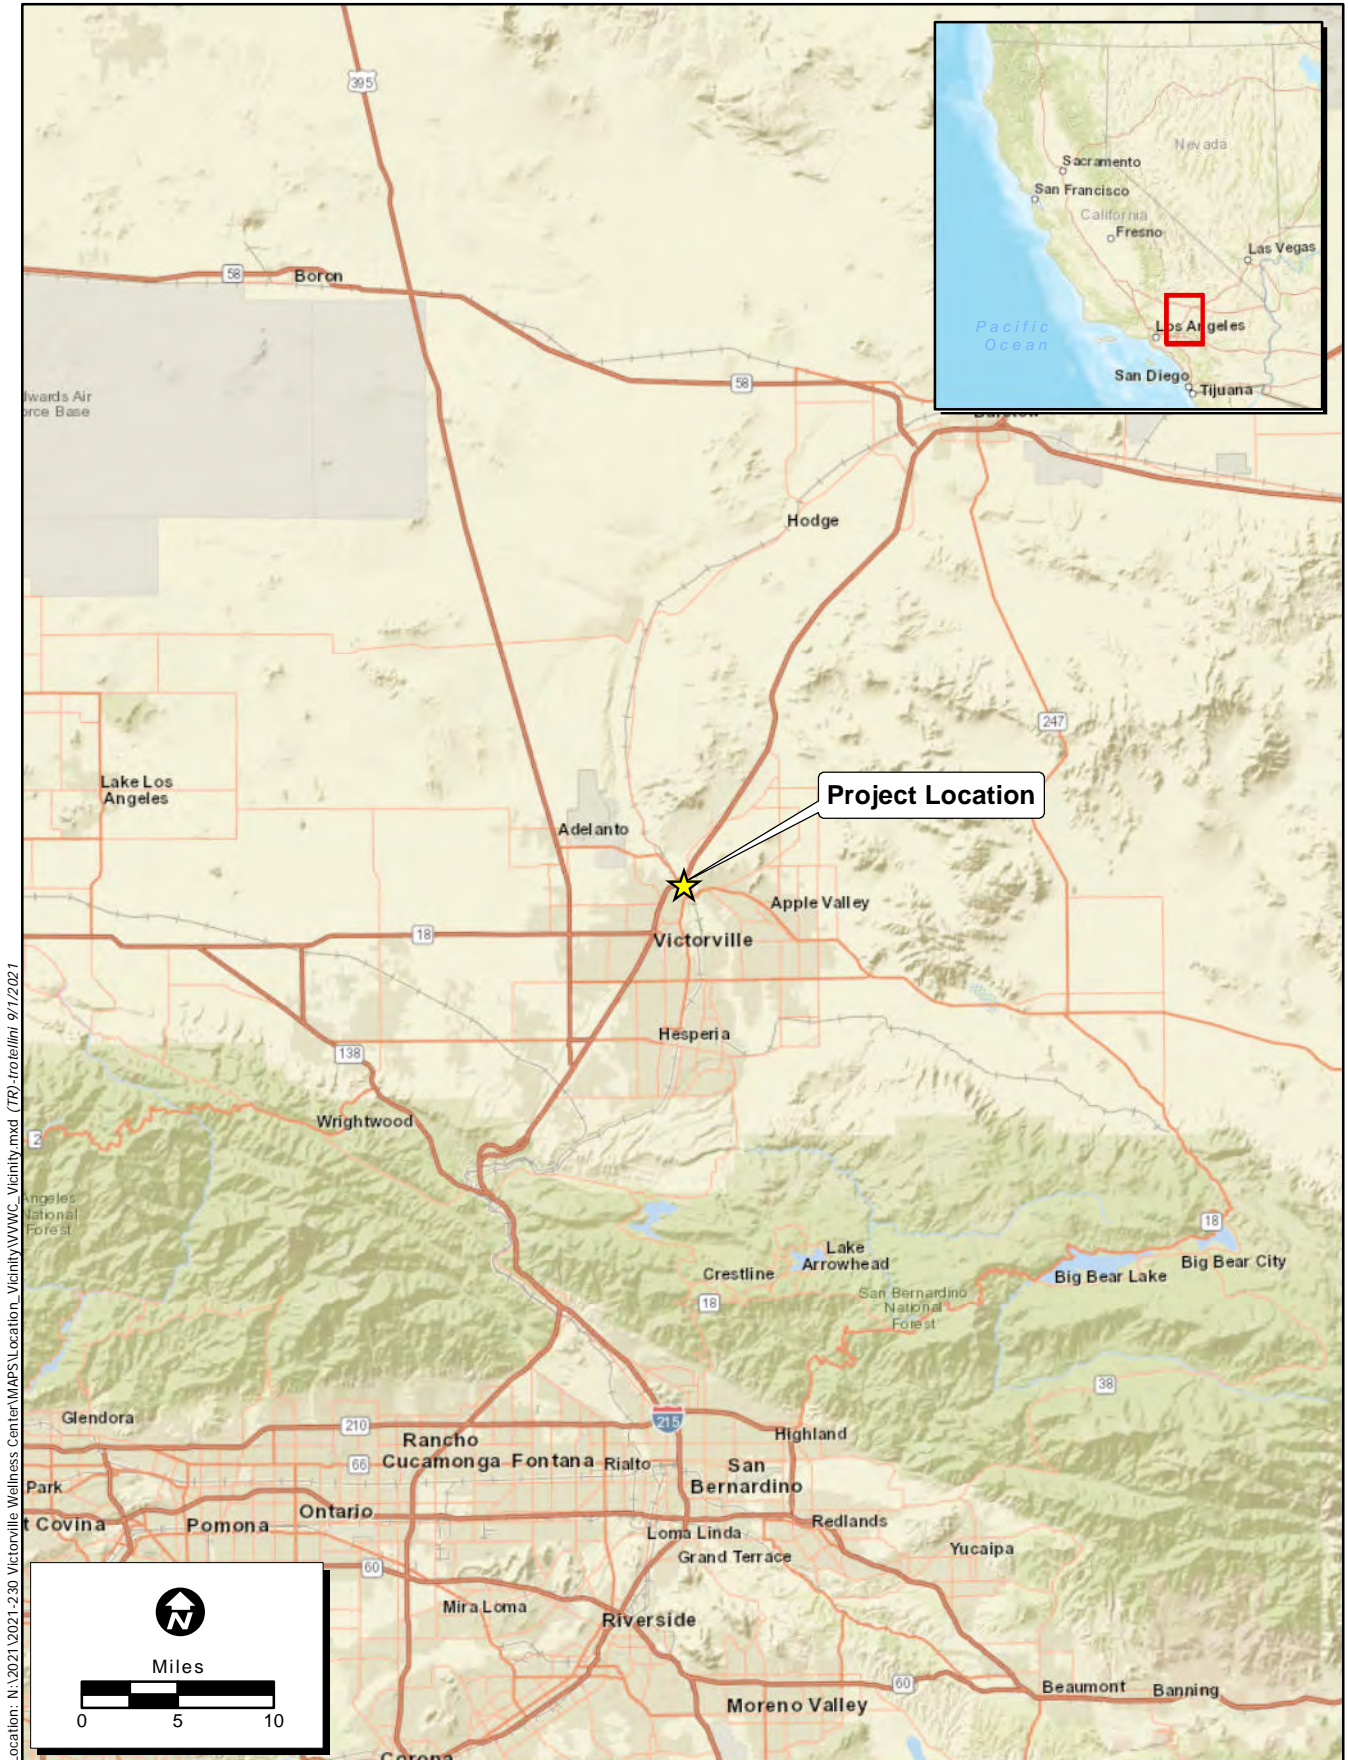 395
Sacramento
Nevada
San Francisco
California
Fresno
Las Vegas
Pacific
Ocean
Los Angeles
San Diego
Tijuana
58
Boron
58
dwards Air
orce Base
Barstow
Hodge
247
Lake Los
Angeles
Project Location
Adelanto
Apple Valley
18
Victorville
Hesperia
138
Wrightwood
2
Angeles
National
Forest
18
Lake
Arrowhead
Crestline
Big Bear City
Big Bear Lake
San Bernardino
National
Forest
18
38
Glendora
210
215
Highland
Rancho
Cucamonga
Fontana
Rialto
66
San
Bernardino
Park
Ontario
t Covina
Pomona
Redlands
Loma Linda
Grand Terrace
Yucaipa
60
Mira Loma
Riverside
N
Miles
0 5 10
60
Beaumont
Banning
Moreno Valley
Corona
Location: N:\2021\2021-230 Victorville Wellness Center\MAPS\Location_Vicinity\VVWC_Vicinity.mxd (TR)-trotellini 9/1/2021